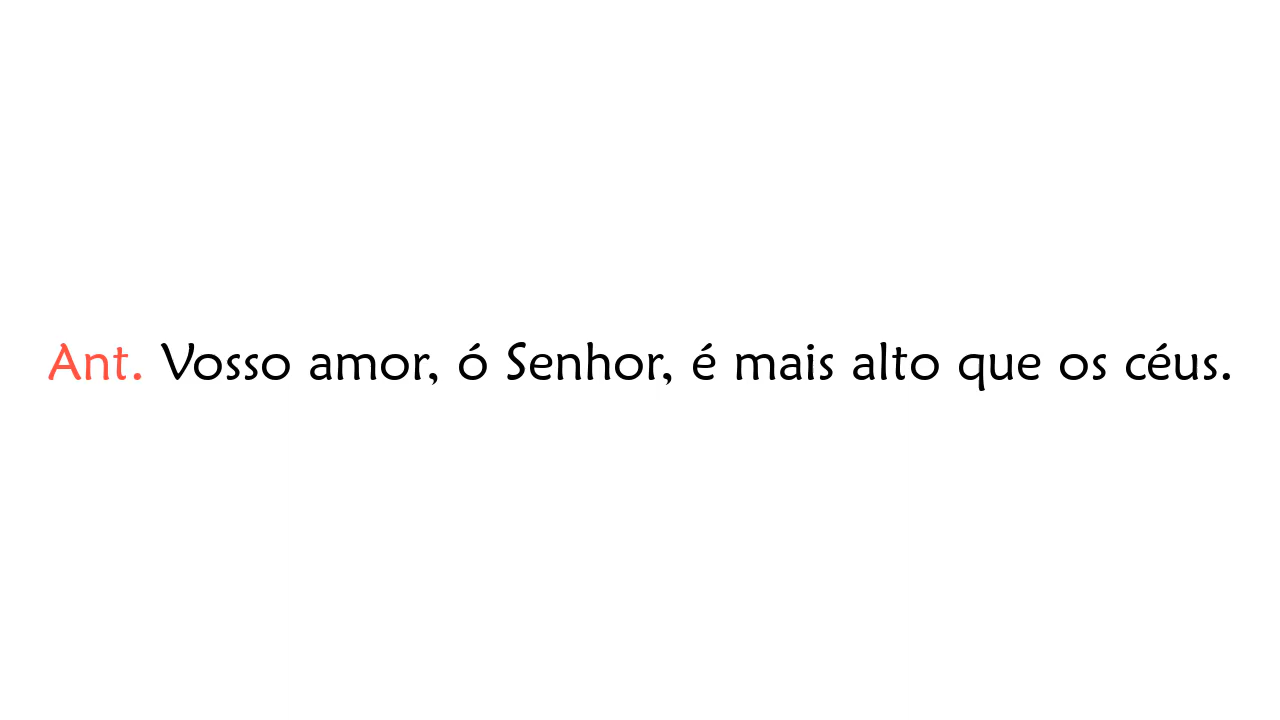 Ant. Vosso amor, ó Senhor, é mais alto que os céus.